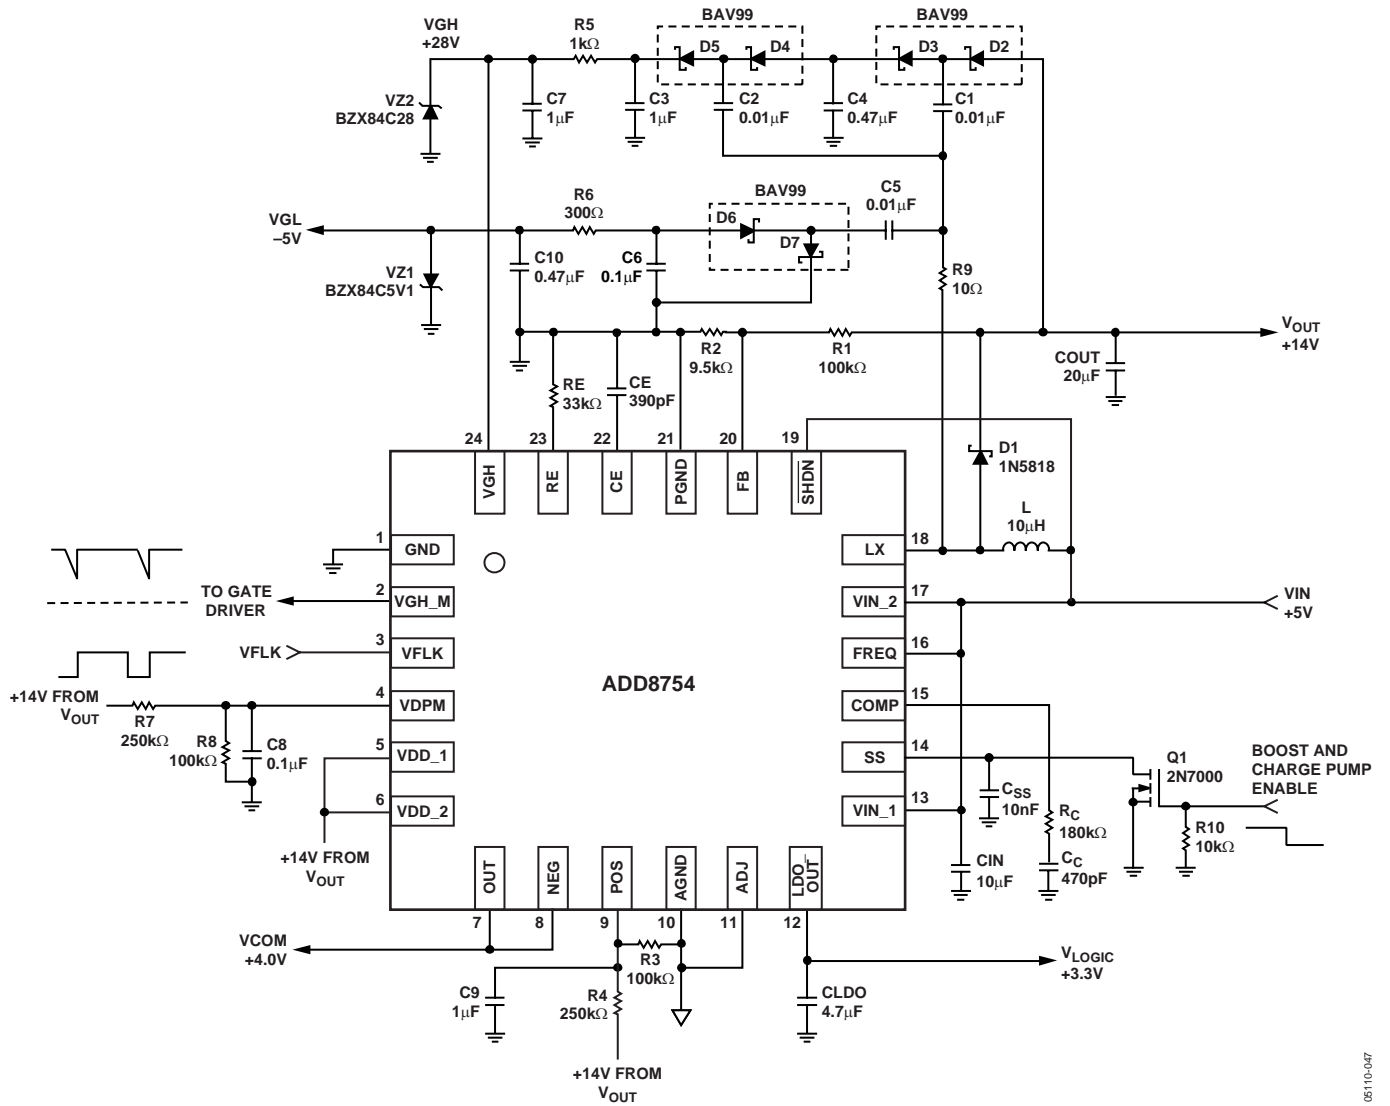 BAV99
BAV99
VGH
+28V
R5
1kΩ
D5
D4
D3
D2
VZ2
BZX84C28
C7
1μF
C3
1μF
C2
0.01μF
C4
0.47μF
C1
0.01μF
BAV99
R6
300Ω
C5
0.01μF
VGL
–5V
D6
D7
VZ1
BZX84C5V1
C10
0.47μF
C6
0.1μF
R9
10Ω
VOUT
+14V
R2
9.5kΩ
R1
100kΩ
COUT
20μF
RE
33kΩ
CE
390pF
24
23
22
21
20
19
VGH
RE
CE
PGND
FB
SHDN
D1
1N5818
L
10μH
1
GND
LX
18
TO GATE
DRIVER
2
VGH_M
VIN_2
17
VIN
+5V
VFLK
3
VFLK
FREQ
16
ADD8754
+14V FROM
VOUT
4
VDPM
COMP
15
R7
250kΩ
R8
100kΩ
C8
0.1μF
5
VDD_1
SS
14
Q1
2N7000
BOOST AND
CHARGE PUMP
ENABLE
CSS
10nF
6
VDD_2
VIN_1
13
RC
180kΩ
R10
10kΩ
+14V FROM
VOUT
OUT
NEG
POS
AGND
ADJ
LDO_
OUT
CIN
10μF
CC
470pF
7
8
9
10
11
12
VCOM
+4.0V
R3
100kΩ
VLOGIC
+3.3V
C9
1μF
R4
250kΩ
CLDO
4.7μF
+14V FROM
VOUT
05110-047